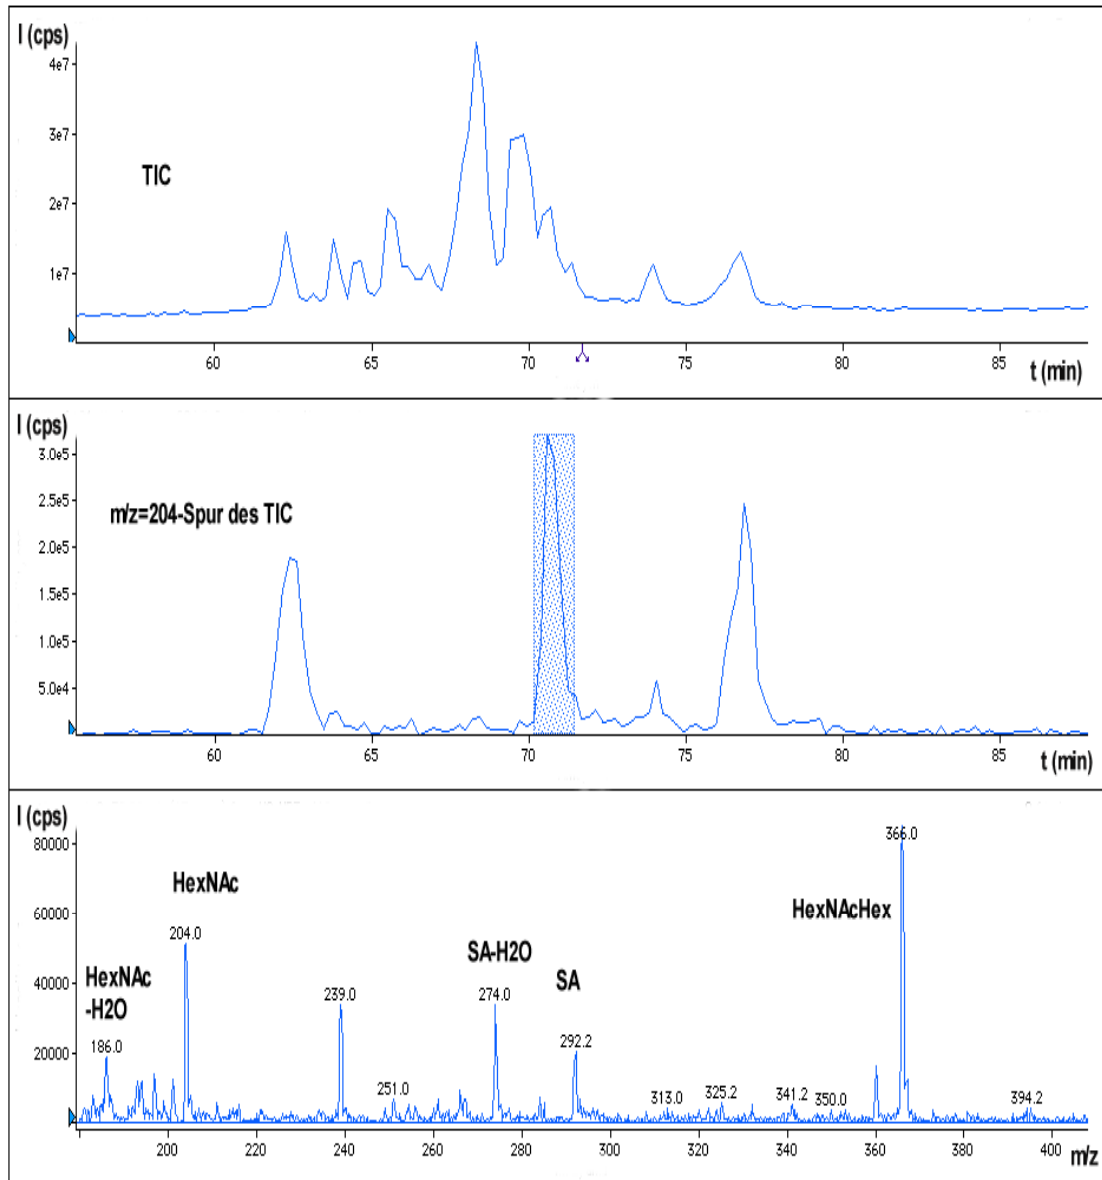 I (cps)
4e7
3e7
2e7
1e7
TIC
60 65 70 75 80 85
t (min)
I (cps)
3.0e5
2.5e5
2.0e5
1.5e5
1.0e5
5.0e4
m/z=204-Spur des TIC
60 65 70 75 80 85
t (min)
I (cps)
80000
60000
40000
20000
HexNAc
-H2O
186.0
HexNAc
204.0
239.0
251.0
SA-H2O
274.0
SA
292.2
313.0
325.2
341.2
350.0
HexNAcHex
366.0
394.2
200 220 240 260 280 300 320 340 360 380 400
m/z